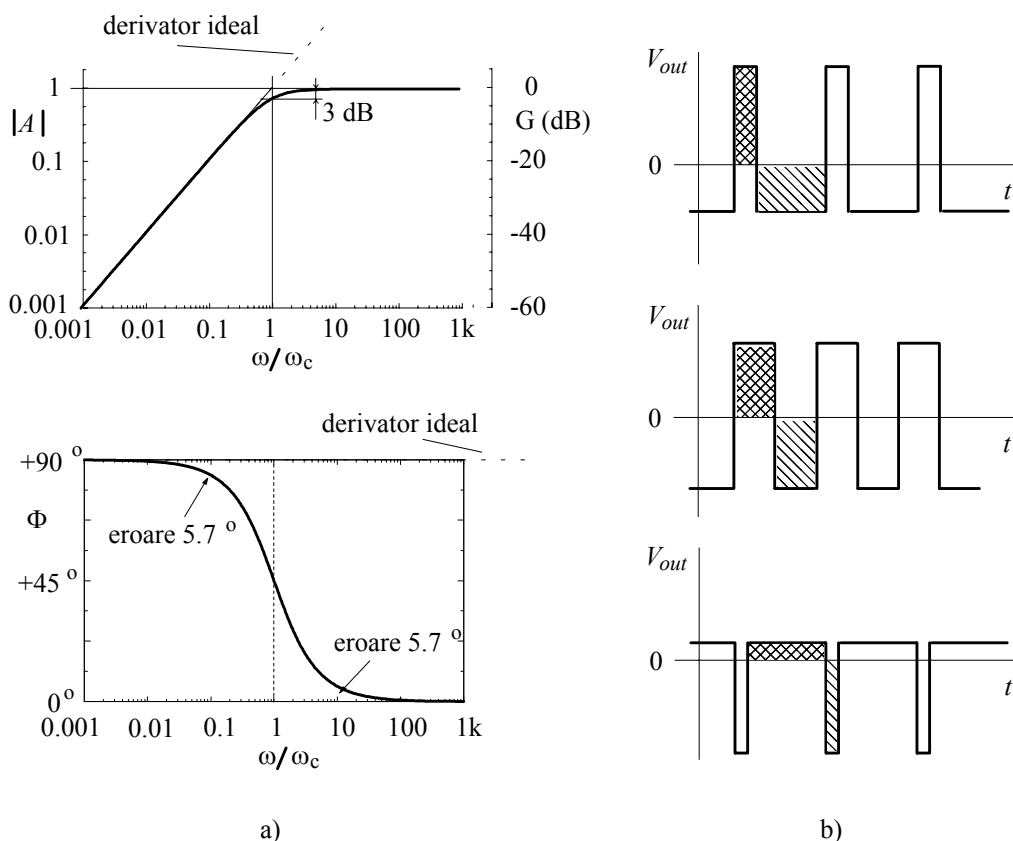 derivator ideal
1
0.1
0.01
0.001
|A|
3 dB
0
-20
-40
-60
G (dB)
0.001 0.01 0.1 1 10 100 1k
ω/ωc
derivator ideal
+90 o
Φ
+45 o
0 o
eroare 5.7 o
eroare 5.7 o
0.001 0.01 0.1 1 10 100 1k
ω/ωc
a)
Vout
0
t
Vout
0
t
Vout
0
t
b)